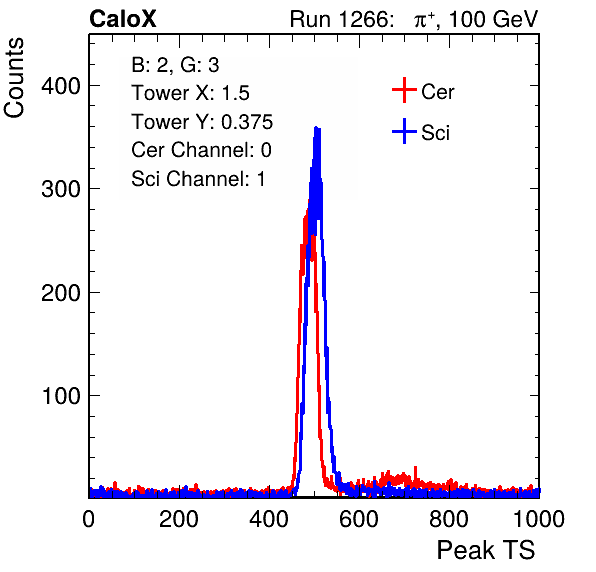 CaloX Run 1266: π+, 100 GeV
Counts
B: 2, G: 3
Tower X: 1.5
Tower Y: 0.375
Cer Channel: 0
Sci Channel: 1
Cer
Sci
400
300
200
100
0 200 400 600 800 1000
Peak TS